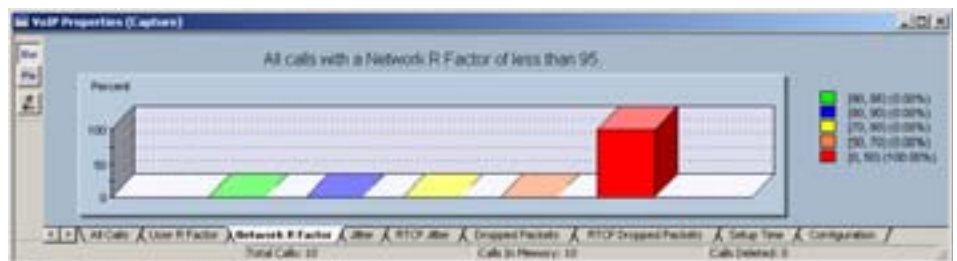 VoIP Properties (Capture)
Bar
Pie
All calls with a Network R Factor of less than 95
Percent
100
50
0
[90, 95) (0.00%)
[80, 90) (0.00%)
[70, 80) (0.00%)
[50, 70) (0.00%)
[0, 50) (100.00%)
All Calls
User R Factor
Network R Factor
Jitter
RTCP Jitter
Dropped Packets
RTCP Dropped Packets
Setup Time
Configuration
Total Calls: 10
Calls In Memory: 10
Calls Deleted: 0